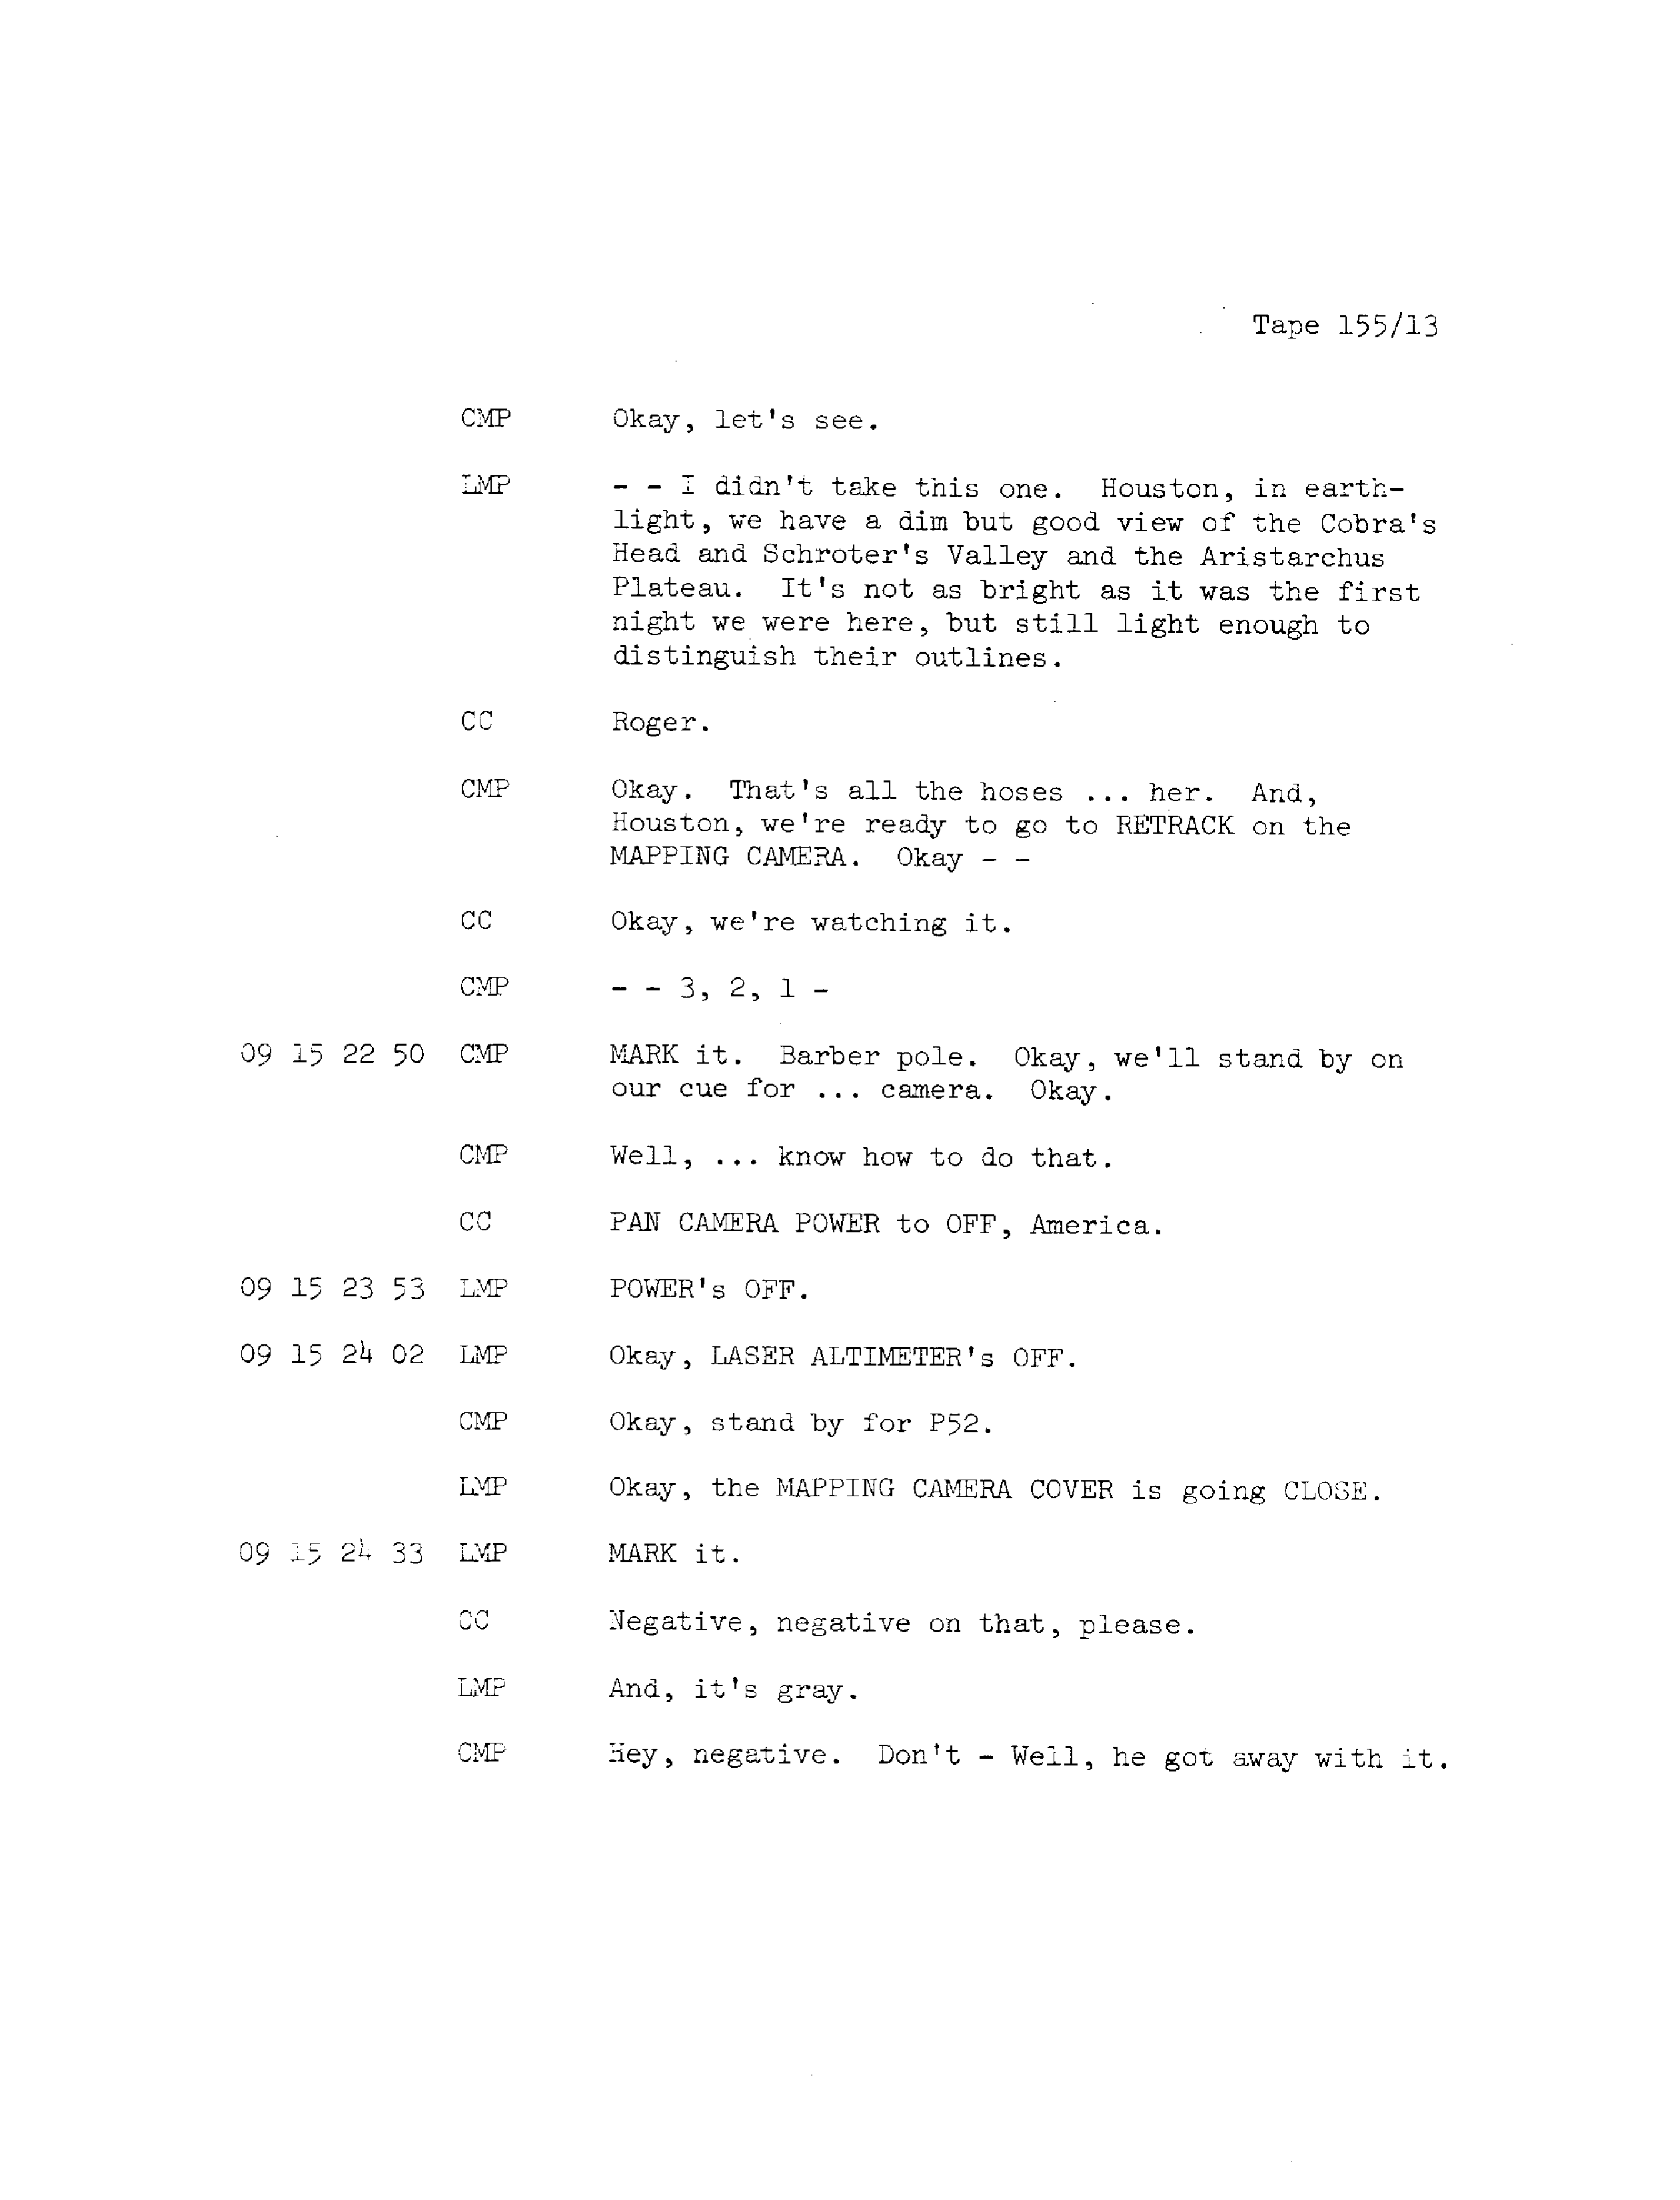 Tape 155/13
CMP Okay, let's see.
LMP - - I didn't take this one. Houston, in earth-
light, we have a dim but good view of the Cobra's
Head and Schroter's Valley and the Aristarchus
Plateau. It's not as bright as it was the first
night we were here, but still light enough to
distinguish their outlines.
CC Roger.
CMP Okay. That's all the hoses ... her. And,
Houston, we're ready to go to RETRACK on the
MAPPING CAMERA. Okay - -
CC Okay, we're watching it.
CMP - - 3, 2, 1 -
09 15 22 50 CMP MARK it. Barber pole. Okay, we'll stand by on
our cue for ... camera. Okay.
CMP Well, ... know how to do that.
CC PAN CAMERA POWER to OFF, America.
09 15 23 53 LMP POWER's OFF.
09 15 24 02 LMP Okay, LASER ALTIMETER's OFF.
CMP Okay, stand by for P52.
LMP Okay, the MAPPING CAMERA COVER is going CLOSE.
09 15 24 33 LMP MARK it.
CC Negative, negative on that, please.
LMP And, it's gray.
CMP Hey, negative. Don't - Well, he got away with it.